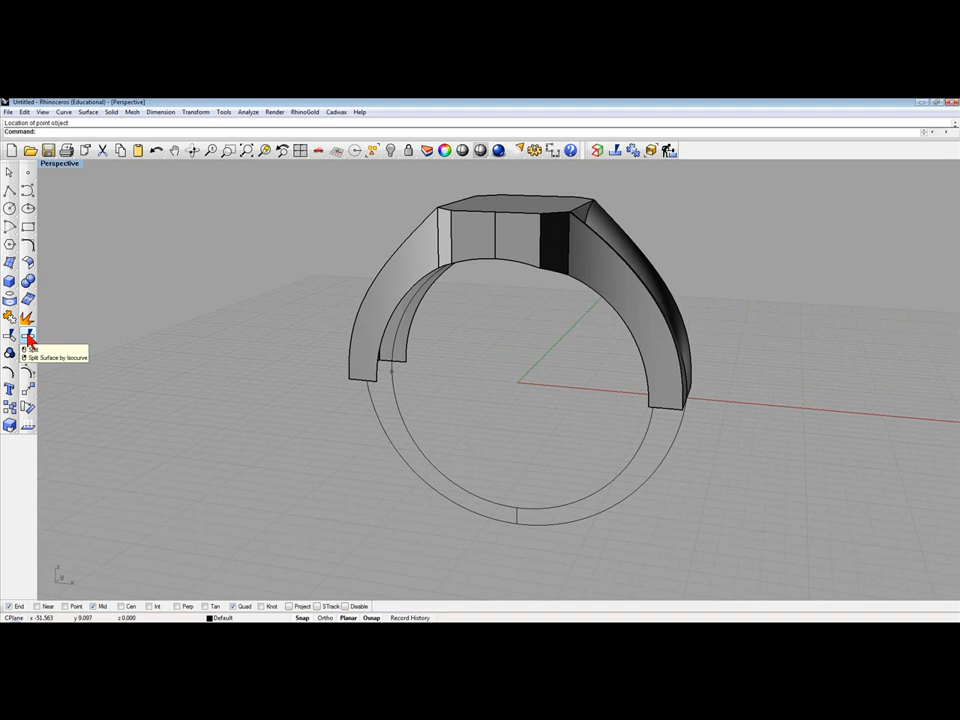 Untitled - Rhinoceros (Educational) - [Perspective]
File Edit View Curve Surface Solid Mesh Dimension Transform Tools Analyze Render RhinoGold Cadwax Help
Location of point object:
Command:
Perspective
Split
Split Surface by Isocurve
z
x
End Near Point Mid Cen Int Perp Tan Quad Knot Project STrack Disable
CPlane x -51.563 y 9.097 z 0.000 Default Snap Ortho Planar Osnap Record History